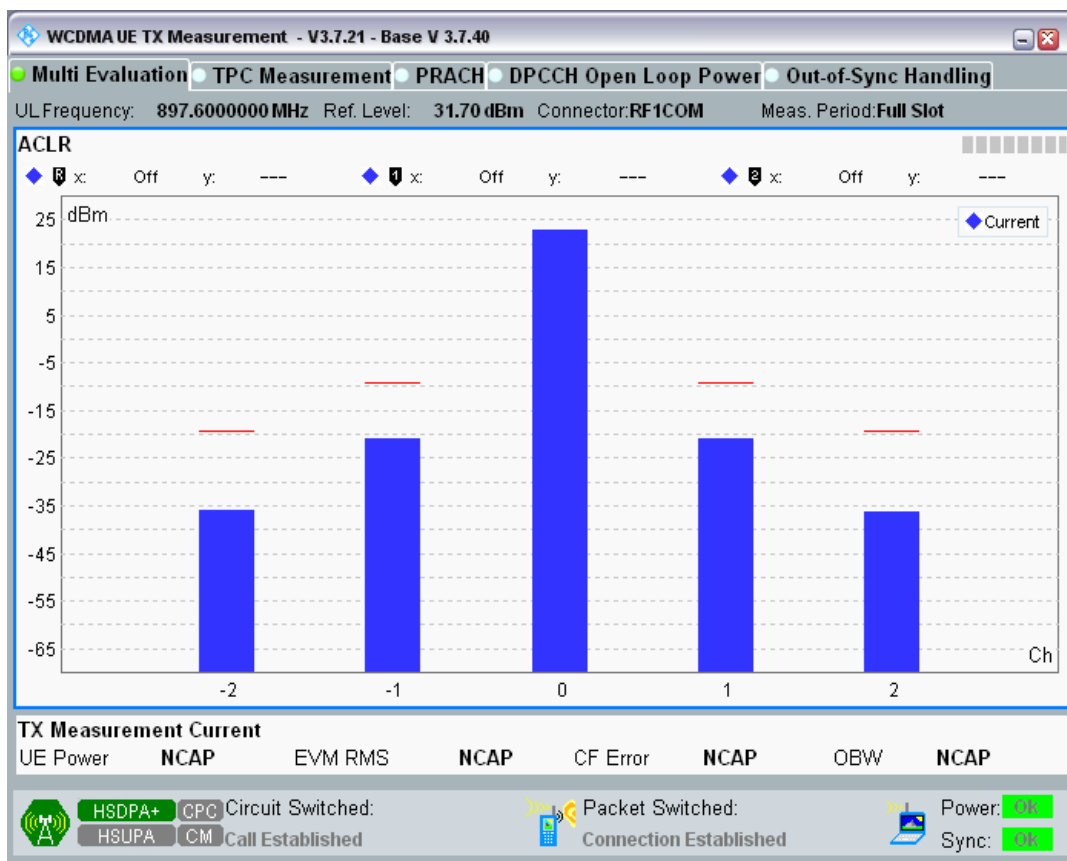 WCDMA UE TX Measurement - V3.7.21 - Base V 3.7.40
Multi Evaluation TPC Measurement PRACH DPCCH Open Loop Power Out-of-Sync Handling
UL Frequency: 897.6000000 MHz Ref. Level: 31.70 dBm Connector:RF1COM Meas. Period:Full Slot
ACLR
R x: Off y: --- 1 x: Off y: --- 2 x: Off y: ---
dBm
Current
25
15
5
-5
-15
-25
-35
-45
-55
-65
Ch
-2 -1 0 1 2
TX Measurement Current
UE Power NCAP EVM RMS NCAP CF Error NCAP OBW NCAP
HSDPA+ CPC Circuit Switched: Packet Switched: Power: Ok
HSUPA CM Call Established Connection Established Sync: Ok